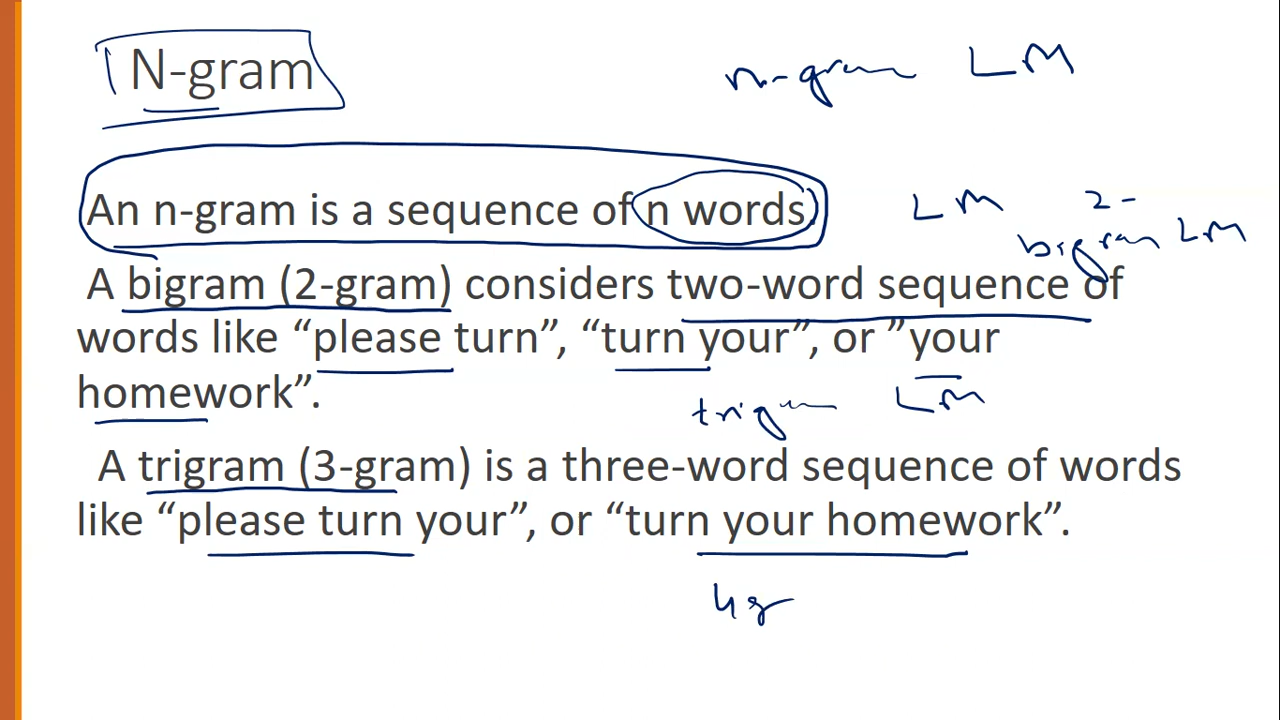 N-gram
n-gram LM
An n-gram is a sequence of n words.
LM 2-
bigram LM
A bigram (2-gram) considers two-word sequence of
words like “please turn”, “turn your”, or ”your
homework”.
trigram LM
A trigram (3-gram) is a three-word sequence of words
like “please turn your”, or “turn your homework”.
4g